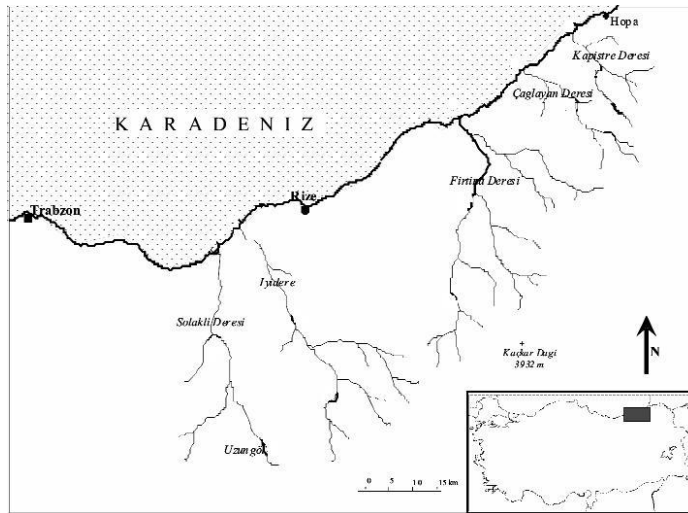 Hopa
Kapistre Deresi
Çaglayan Deresi
KARADENIZ
Firtina Deresi
Rize
Trabzon
Iyidere
Solakli Deresi
Kaçkar Dagi
3932 m
N
Uzungöl
0 5 10 15 km